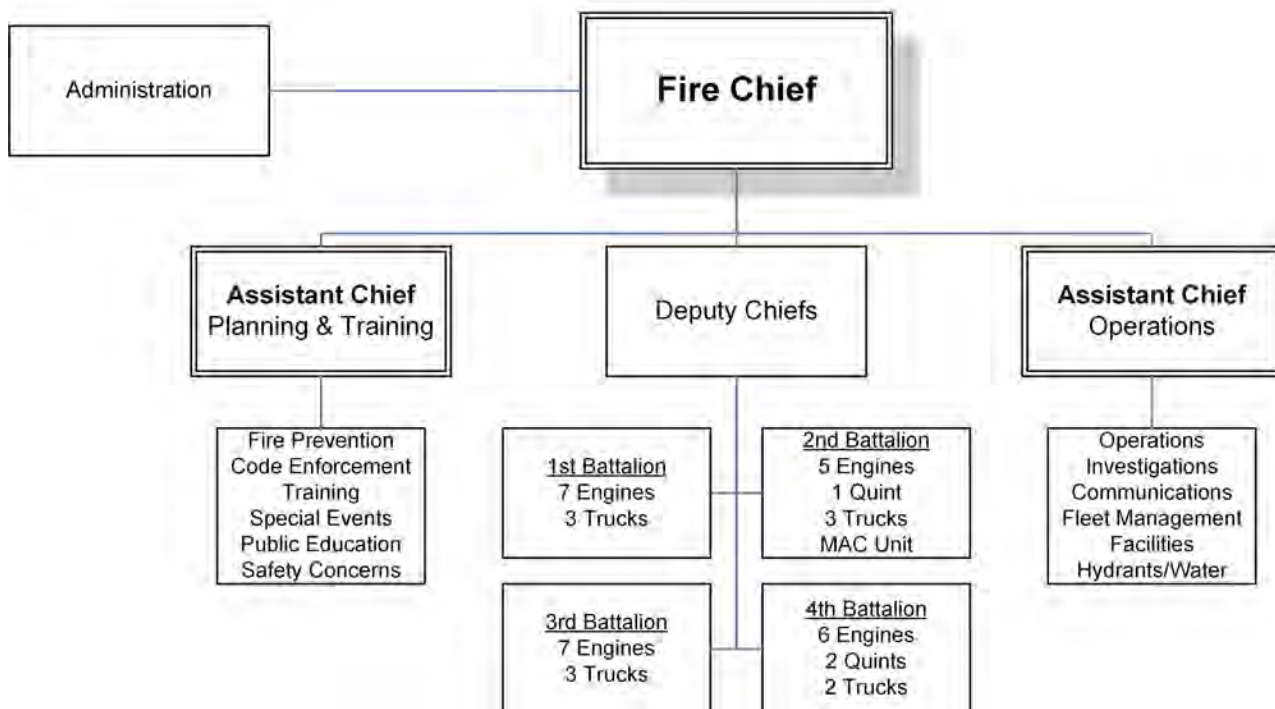 Administration
Fire Chief
Assistant Chief
Planning & Training
Deputy Chiefs
Assistant Chief
Operations
Fire Prevention
Code Enforcement
Training
Special Events
Public Education
Safety Concerns
1st Battalion
7 Engines
3 Trucks
2nd Battalion
5 Engines
1 Quint
3 Trucks
MAC Unit
Operations
Investigations
Communications
Fleet Management
Facilities
Hydrants/Water
3rd Battalion
7 Engines
3 Trucks
4th Battalion
6 Engines
2 Quints
2 Trucks